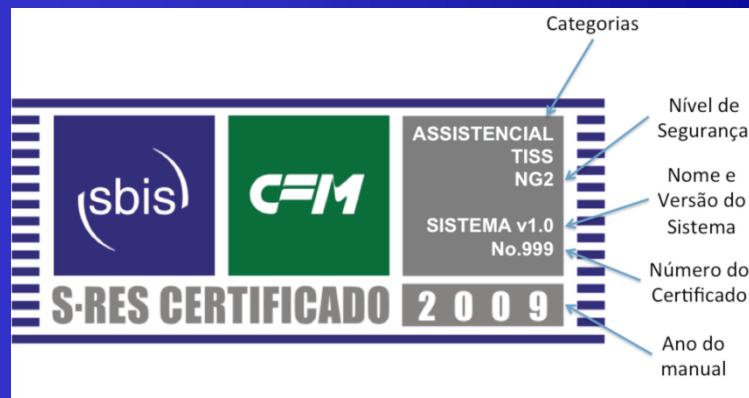 Categorias
ASSISTENCIAL
TISS
NG2
Nível de
Segurança
sbis
CFM
SISTEMA v1.0
No.999
Nome e
Versão do
Sistema
Número do
Certificado
S·RES CERTIFICADO 2009
Ano do
manual